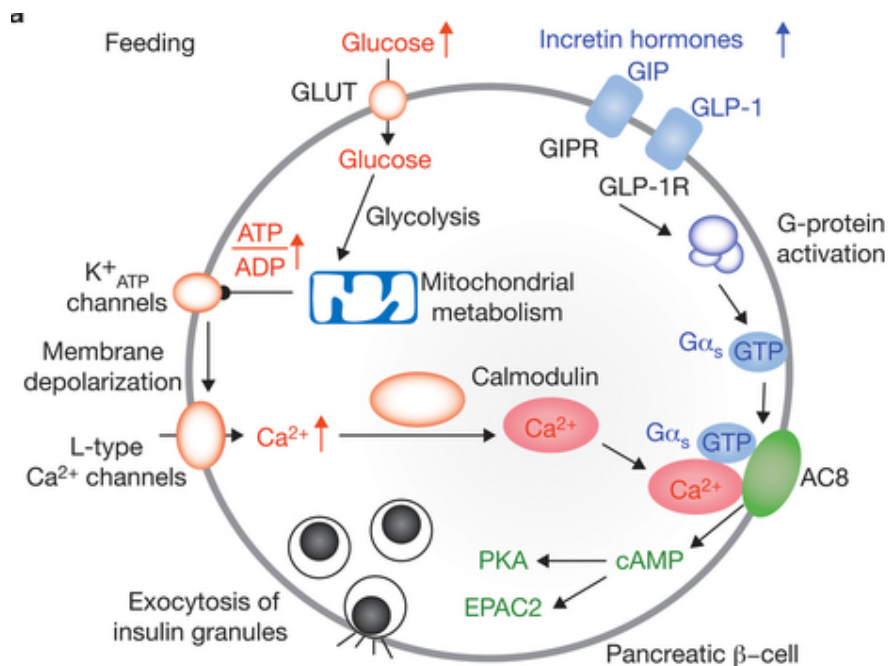 a
Feeding
Glucose
Incretin hormones
GIP
GLUT
GLP-1
GIPR
Glucose
GLP-1R
Glycolysis
G-protein
activation
ATP
ADP
K⁺ATP
channels
Mitochondrial
metabolism
Gαs GTP
Membrane
depolarization
Calmodulin
L-type
Ca²⁺ channels
Ca²⁺
Ca²⁺
Gαs GTP
Ca²⁺
AC8
PKA
cAMP
EPAC2
Exocytosis of
insulin granules
Pancreatic β–cell